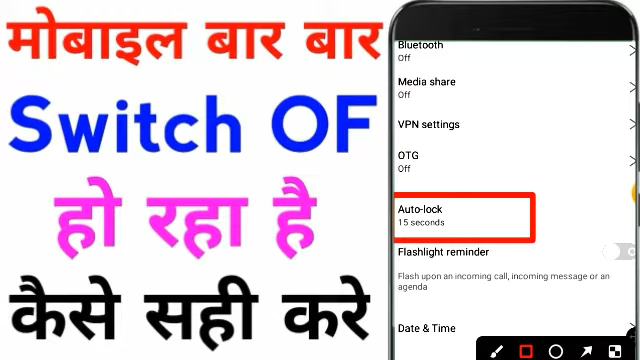 मोबाइल बार बार
Switch OF
हो रहा है
कैसे सही करे
Bluetooth
Off
Media share
Off
VPN settings
OTG
Off
Auto-lock
15 seconds
Flashlight reminder
Flash upon an incoming call, incoming message or an
agenda
Date & Time